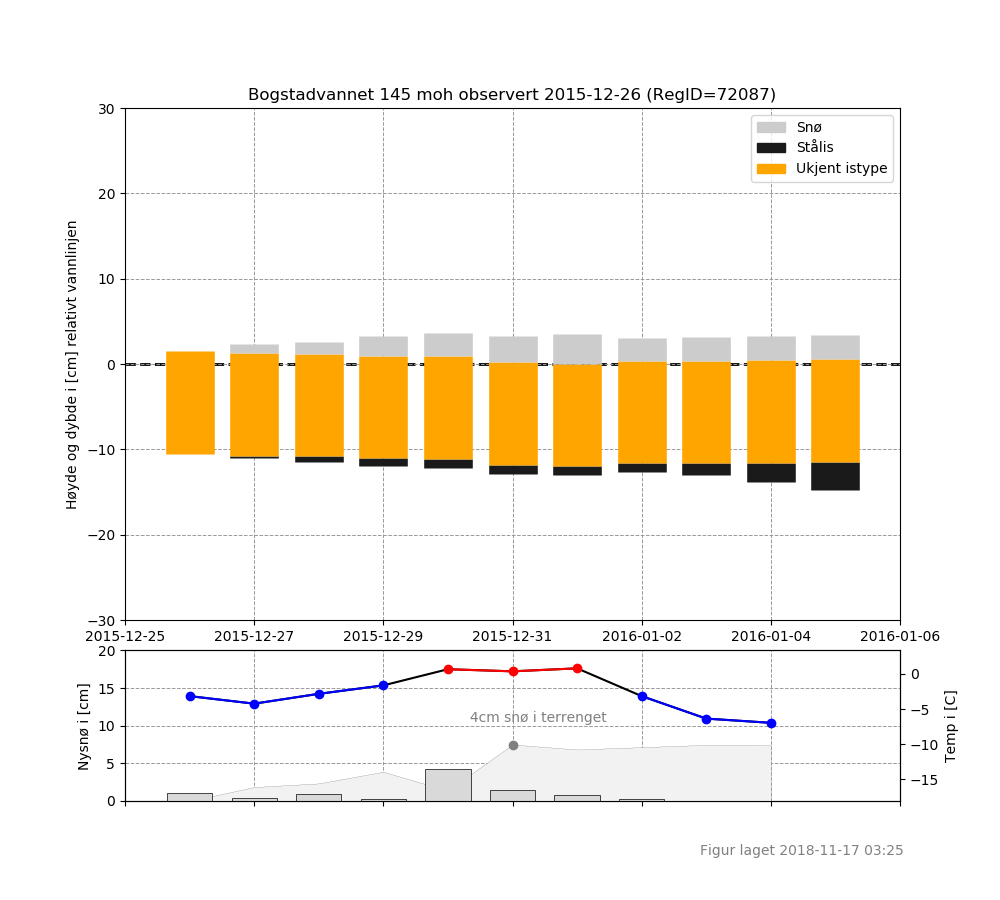 Bogstadvannet 145 moh observert 2015-12-26 (RegID=72087)
Høyde og dybde i [cm] relativt vannlinjen
30
20
10
0
−10
−20
−30
Snø
Stålis
Ukjent istype
2015-12-25 2015-12-27 2015-12-29 2015-12-31 2016-01-02 2016-01-04 2016-01-06
Nysnø i [cm]
20
15
10
5
0
4cm snø i terrenget
0
−5
−10
−15
Temp i [C]
Figur laget 2018-11-17 03:25